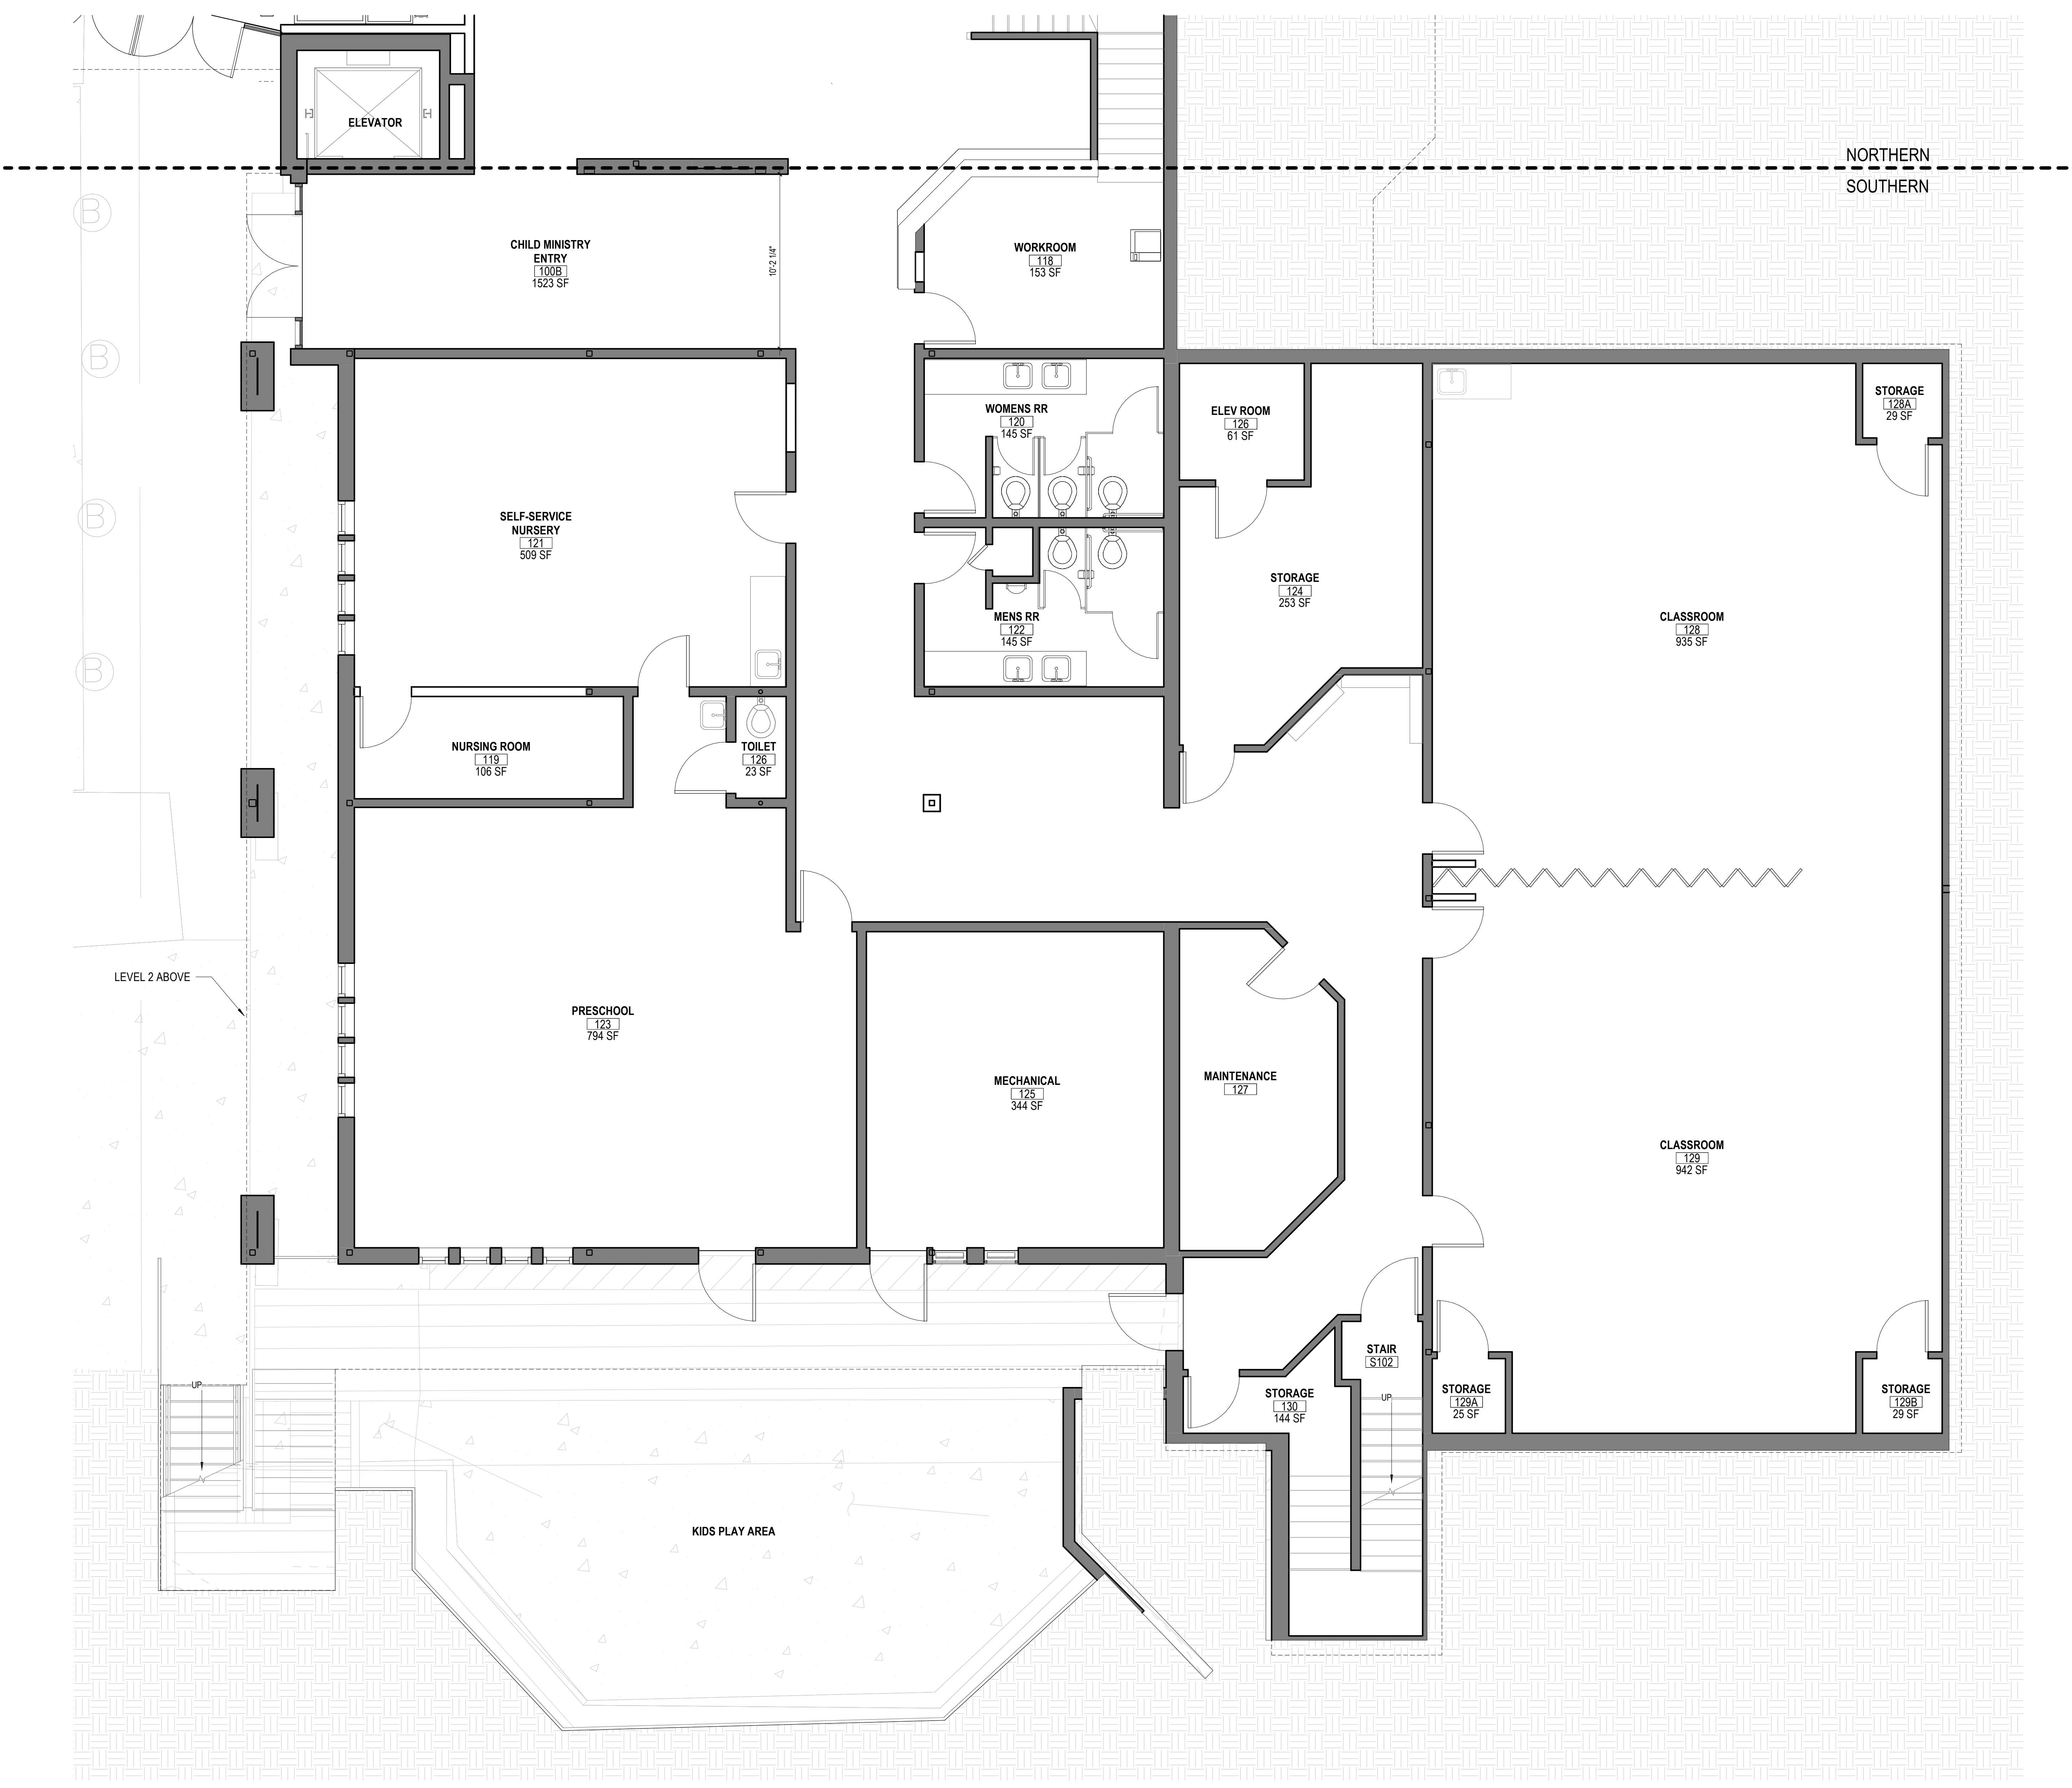 ELEVATOR
NORTHERN
SOUTHERN
B
B
B
B
CHILD MINISTRY
ENTRY
100B
1523 SF
10'-2 1/4"
WORKROOM
118
153 SF
WOMENS RR
120
145 SF
ELEV ROOM
126
61 SF
STORAGE
128A
29 SF
SELF-SERVICE
NURSERY
121
509 SF
STORAGE
124
253 SF
MENS RR
122
145 SF
CLASSROOM
128
935 SF
NURSING ROOM
119
106 SF
TOILET
126
23 SF
LEVEL 2 ABOVE
PRESCHOOL
123
794 SF
MECHANICAL
125
344 SF
MAINTENANCE
127
CLASSROOM
129
942 SF
STAIR
S102
UP
UP
STORAGE
130
144 SF
STORAGE
129A
25 SF
STORAGE
129B
29 SF
KIDS PLAY AREA